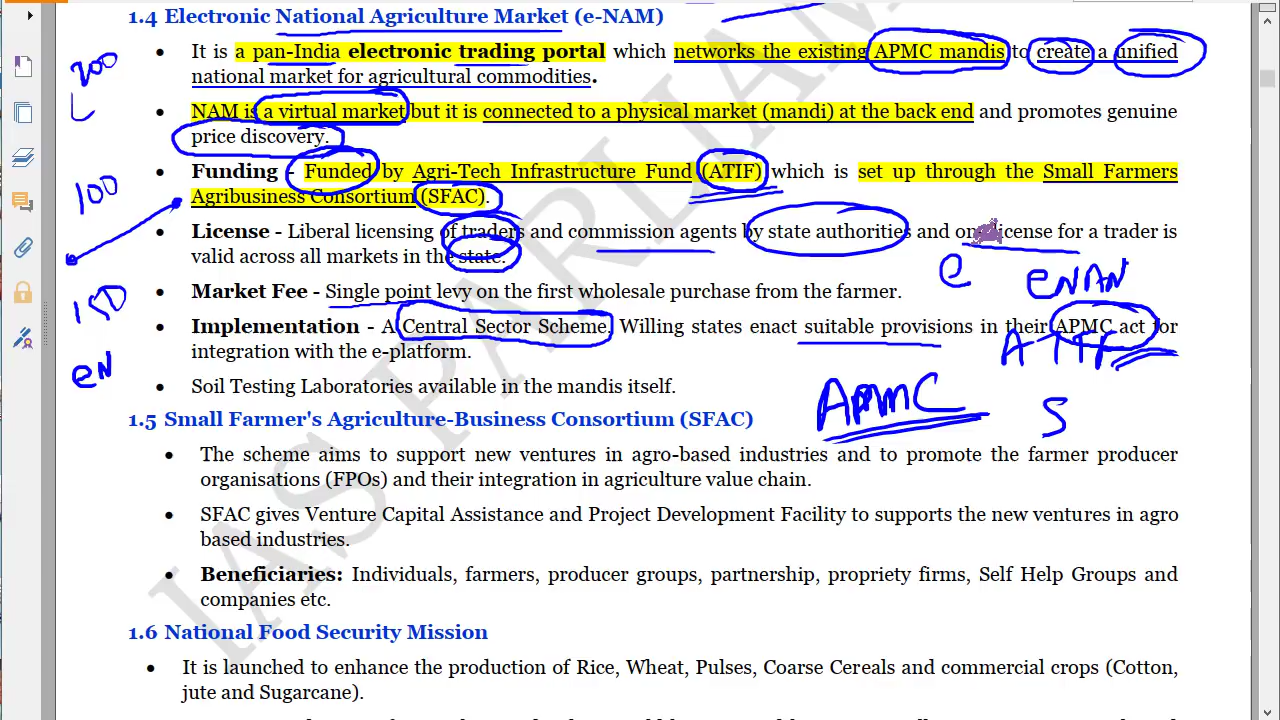 1.4 Electronic National Agriculture Market (e-NAM)
• It is a pan-India electronic trading portal which networks the existing APMC mandis to create a unified
national market for agricultural commodities.
• NAM is a virtual market but it is connected to a physical market (mandi) at the back end and promotes genuine
price discovery.
• Funding - Funded by Agri-Tech Infrastructure Fund (ATIF) which is set up through the Small Farmers
Agribusiness Consortium (SFAC).
• License - Liberal licensing of traders and commission agents by state authorities and one license for a trader is
valid across all markets in the state.
• Market Fee - Single point levy on the first wholesale purchase from the farmer.
• Implementation - A Central Sector Scheme. Willing states enact suitable provisions in their APMC act for
integration with the e-platform.
• Soil Testing Laboratories available in the mandis itself.
1.5 Small Farmer's Agriculture-Business Consortium (SFAC)
• The scheme aims to support new ventures in agro-based industries and to promote the farmer producer
organisations (FPOs) and their integration in agriculture value chain.
• SFAC gives Venture Capital Assistance and Project Development Facility to supports the new ventures in agro
based industries.
• Beneficiaries: Individuals, farmers, producer groups, partnership, propriety firms, Self Help Groups and
companies etc.
1.6 National Food Security Mission
• It is launched to enhance the production of Rice, Wheat, Pulses, Coarse Cereals and commercial crops (Cotton,
jute and Sugarcane).
200
100
150
eN
e
eNAN
ATIF
APMC
S
IAS PARLIAM